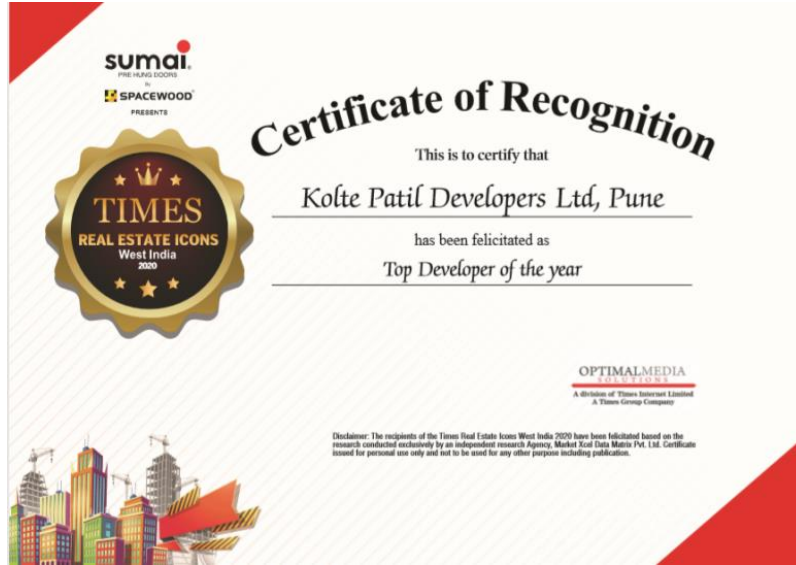 sumai.
PRE HUNG DOORS
By
SPACEWOOD
PRESENTS
TIMES
REAL ESTATE ICONS
West India
2020
Certificate of Recognition
This is to certify that
Kolte Patil Developers Ltd, Pune
has been felicitated as
Top Developer of the year
OPTIMALMEDIA
SOLUTIONS
A division of Times Internet Limited
A Times Group Company
Disclaimer: The recipients of the Times Real Estate Icons West India 2020 have been felicitated based on the
research conducted exclusively by an independent research Agency, Market Xcel Data Matrix Pvt. Ltd. Certificate
issued for personal use only and not to be used for any other purpose including publication.